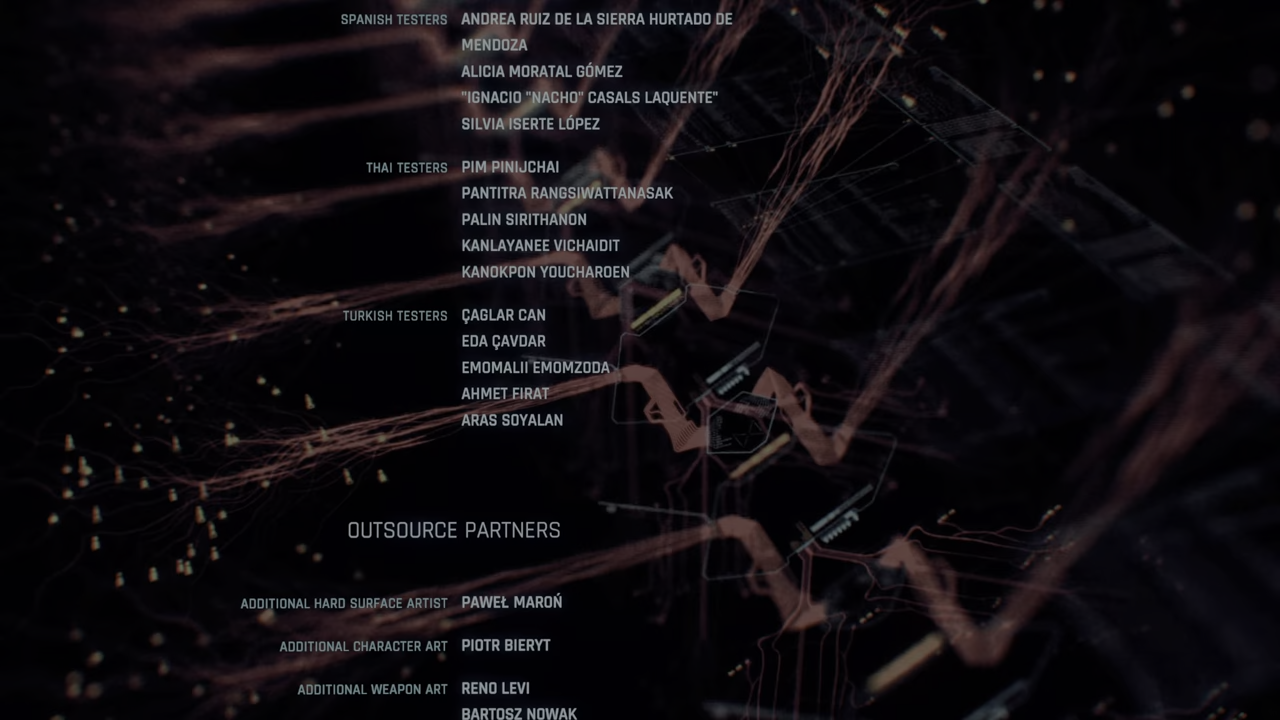 SPANISH TESTERS ANDREA RUIZ DE LA SIERRA HURTADO DE
MENDOZA
ALICIA MORATAL GÓMEZ
"IGNACIO "NACHO" CASALS LAQUENTE"
SILVIA ISERTE LÓPEZ
THAI TESTERS PIM PINIJCHAI
PANTITRA RANGSIWATTANASAK
PALIN SIRITHANON
KANLAYANEE VICHAIDIT
KANOKPON YOUCHAROEN
TURKISH TESTERS ÇAGLAR CAN
EDA ÇAVDAR
EMOMALII EMOMZODA
AHMET FIRAT
ARAS SOYALAN
OUTSOURCE PARTNERS
ADDITIONAL HARD SURFACE ARTIST PAWEŁ MAROŃ
ADDITIONAL CHARACTER ART PIOTR BIERYT
ADDITIONAL WEAPON ART RENO LEVI
BARTOSZ NOWAK